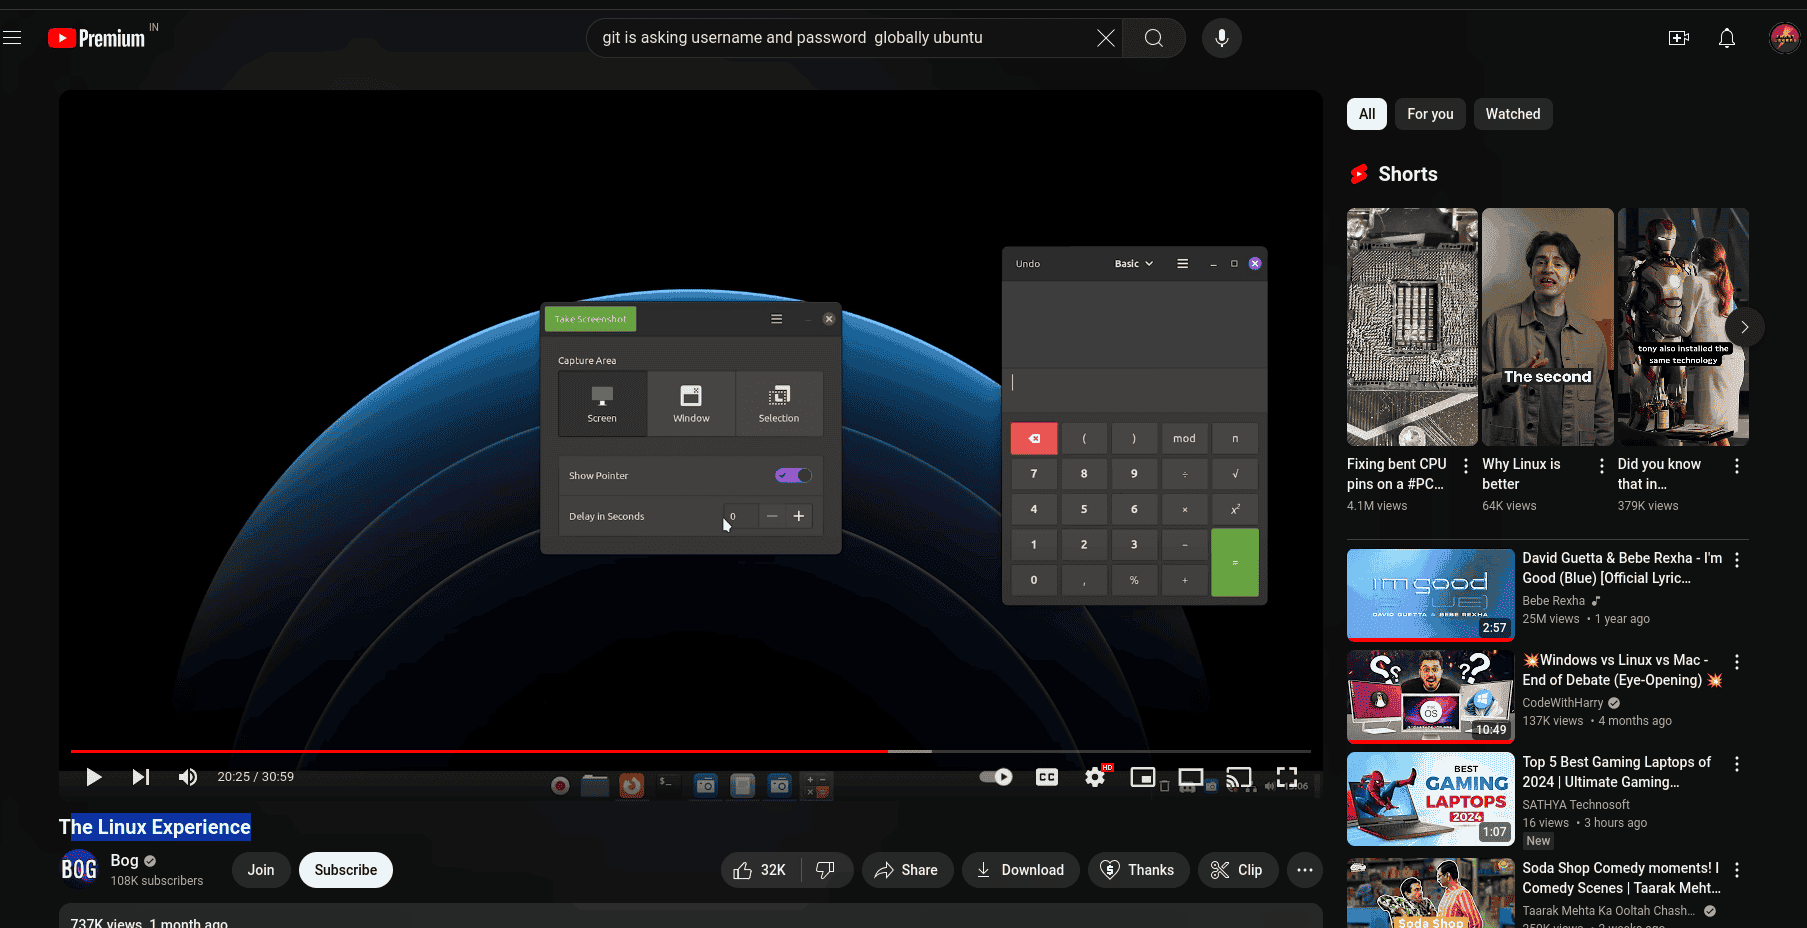 Premium IN
git is asking username and password globally ubuntu
All
For you
Watched
Shorts
Undo
Basic
Take Screenshot
Capture Area
Screen
Window
Selection
Show Pointer
Delay in Seconds
0
( ) mod π
7 8 9 ÷ √
4 5 6 × x²
1 2 3 − =
0 , % +
The second
tony also installed the
same technology
Fixing bent CPU
pins on a #PC...
4.1M views
Why Linux is
better
64K views
Did you know
that in...
379K views
I'm good
DAVID GUETTA & BEBE REXHA
2:57
David Guetta & Bebe Rexha - I'm
Good (Blue) [Official Lyric...
Bebe Rexha
25M views • 1 year ago
??
mac
OS
10:49
💥Windows vs Linux vs Mac -
End of Debate (Eye-Opening) 💥
CodeWithHarry
137K views • 4 months ago
BEST
GAMING
LAPTOPS
2024
1:07
Top 5 Best Gaming Laptops of
2024 | Ultimate Gaming...
SATHYA Technosoft
16 views • 3 hours ago
New
Soda Shop
Soda Shop Comedy moments! I
Comedy Scenes | Taarak Meht...
Taarak Mehta Ka Ooltah Chash...
20:25 / 30:59
CC
HD
The Linux Experience
BOG
Bog
108K subscribers
Join
Subscribe
32K
Share
Download
Thanks
Clip
737K views 1 month ago